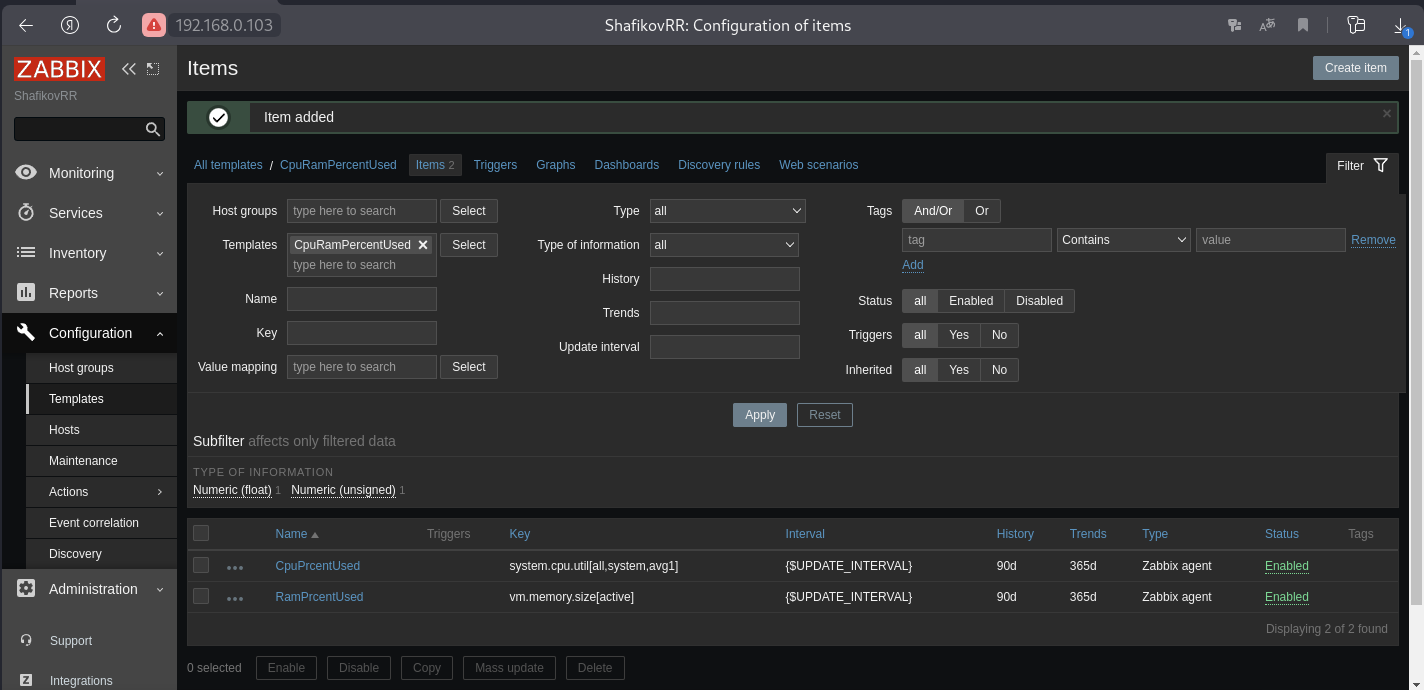 192.168.0.103
ShafikovRR: Configuration of items
1
ZABBIX
ShafikovRR
Monitoring
Services
Inventory
Reports
Configuration
Host groups
Templates
Hosts
Maintenance
Actions
Event correlation
Discovery
Administration
Support
Integrations
Items
Create item
Item added
All templates / CpuRamPercentUsed Items 2 Triggers Graphs Dashboards Discovery rules Web scenarios
Filter
Host groups type here to search Select
Templates CpuRamPercentUsed Select
type here to search
Name
Key
Value mapping type here to search Select
Type all
Type of information all
History
Trends
Update interval
Tags And/Or Or
tag Contains value Remove
Add
Status all Enabled Disabled
Triggers all Yes No
Inherited all Yes No
Apply Reset
Subfilter affects only filtered data
TYPE OF INFORMATION
Numeric (float) 1 Numeric (unsigned) 1
Name Triggers Key Interval History Trends Type Status Tags
CpuPrcentUsed system.cpu.util[all,system,avg1] {$UPDATE_INTERVAL} 90d 365d Zabbix agent Enabled
RamPrcentUsed vm.memory.size[active] {$UPDATE_INTERVAL} 90d 365d Zabbix agent Enabled
Displaying 2 of 2 found
0 selected Enable Disable Copy Mass update Delete